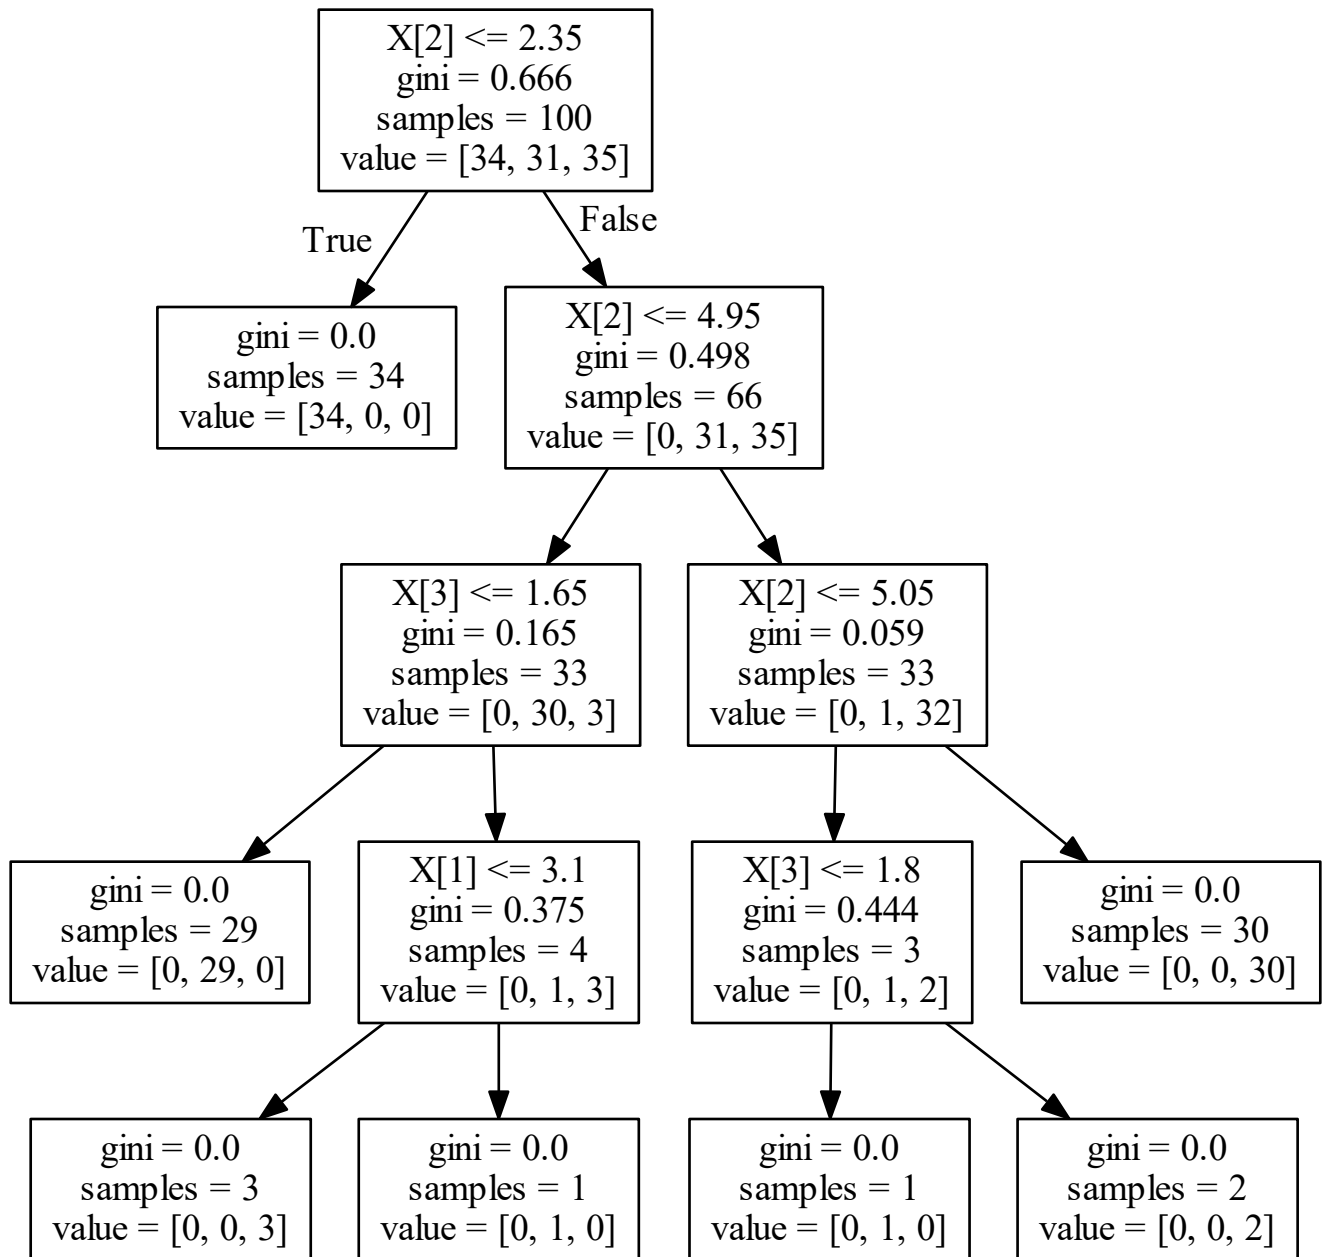 X[2] <= 2.35
gini = 0.666
samples = 100
value = [34, 31, 35]
True
False
gini = 0.0
samples = 34
value = [34, 0, 0]
X[2] <= 4.95
gini = 0.498
samples = 66
value = [0, 31, 35]
X[3] <= 1.65
gini = 0.165
samples = 33
value = [0, 30, 3]
X[2] <= 5.05
gini = 0.059
samples = 33
value = [0, 1, 32]
gini = 0.0
samples = 29
value = [0, 29, 0]
X[1] <= 3.1
gini = 0.375
samples = 4
value = [0, 1, 3]
X[3] <= 1.8
gini = 0.444
samples = 3
value = [0, 1, 2]
gini = 0.0
samples = 30
value = [0, 0, 30]
gini = 0.0
samples = 3
value = [0, 0, 3]
gini = 0.0
samples = 1
value = [0, 1, 0]
gini = 0.0
samples = 1
value = [0, 1, 0]
gini = 0.0
samples = 2
value = [0, 0, 2]